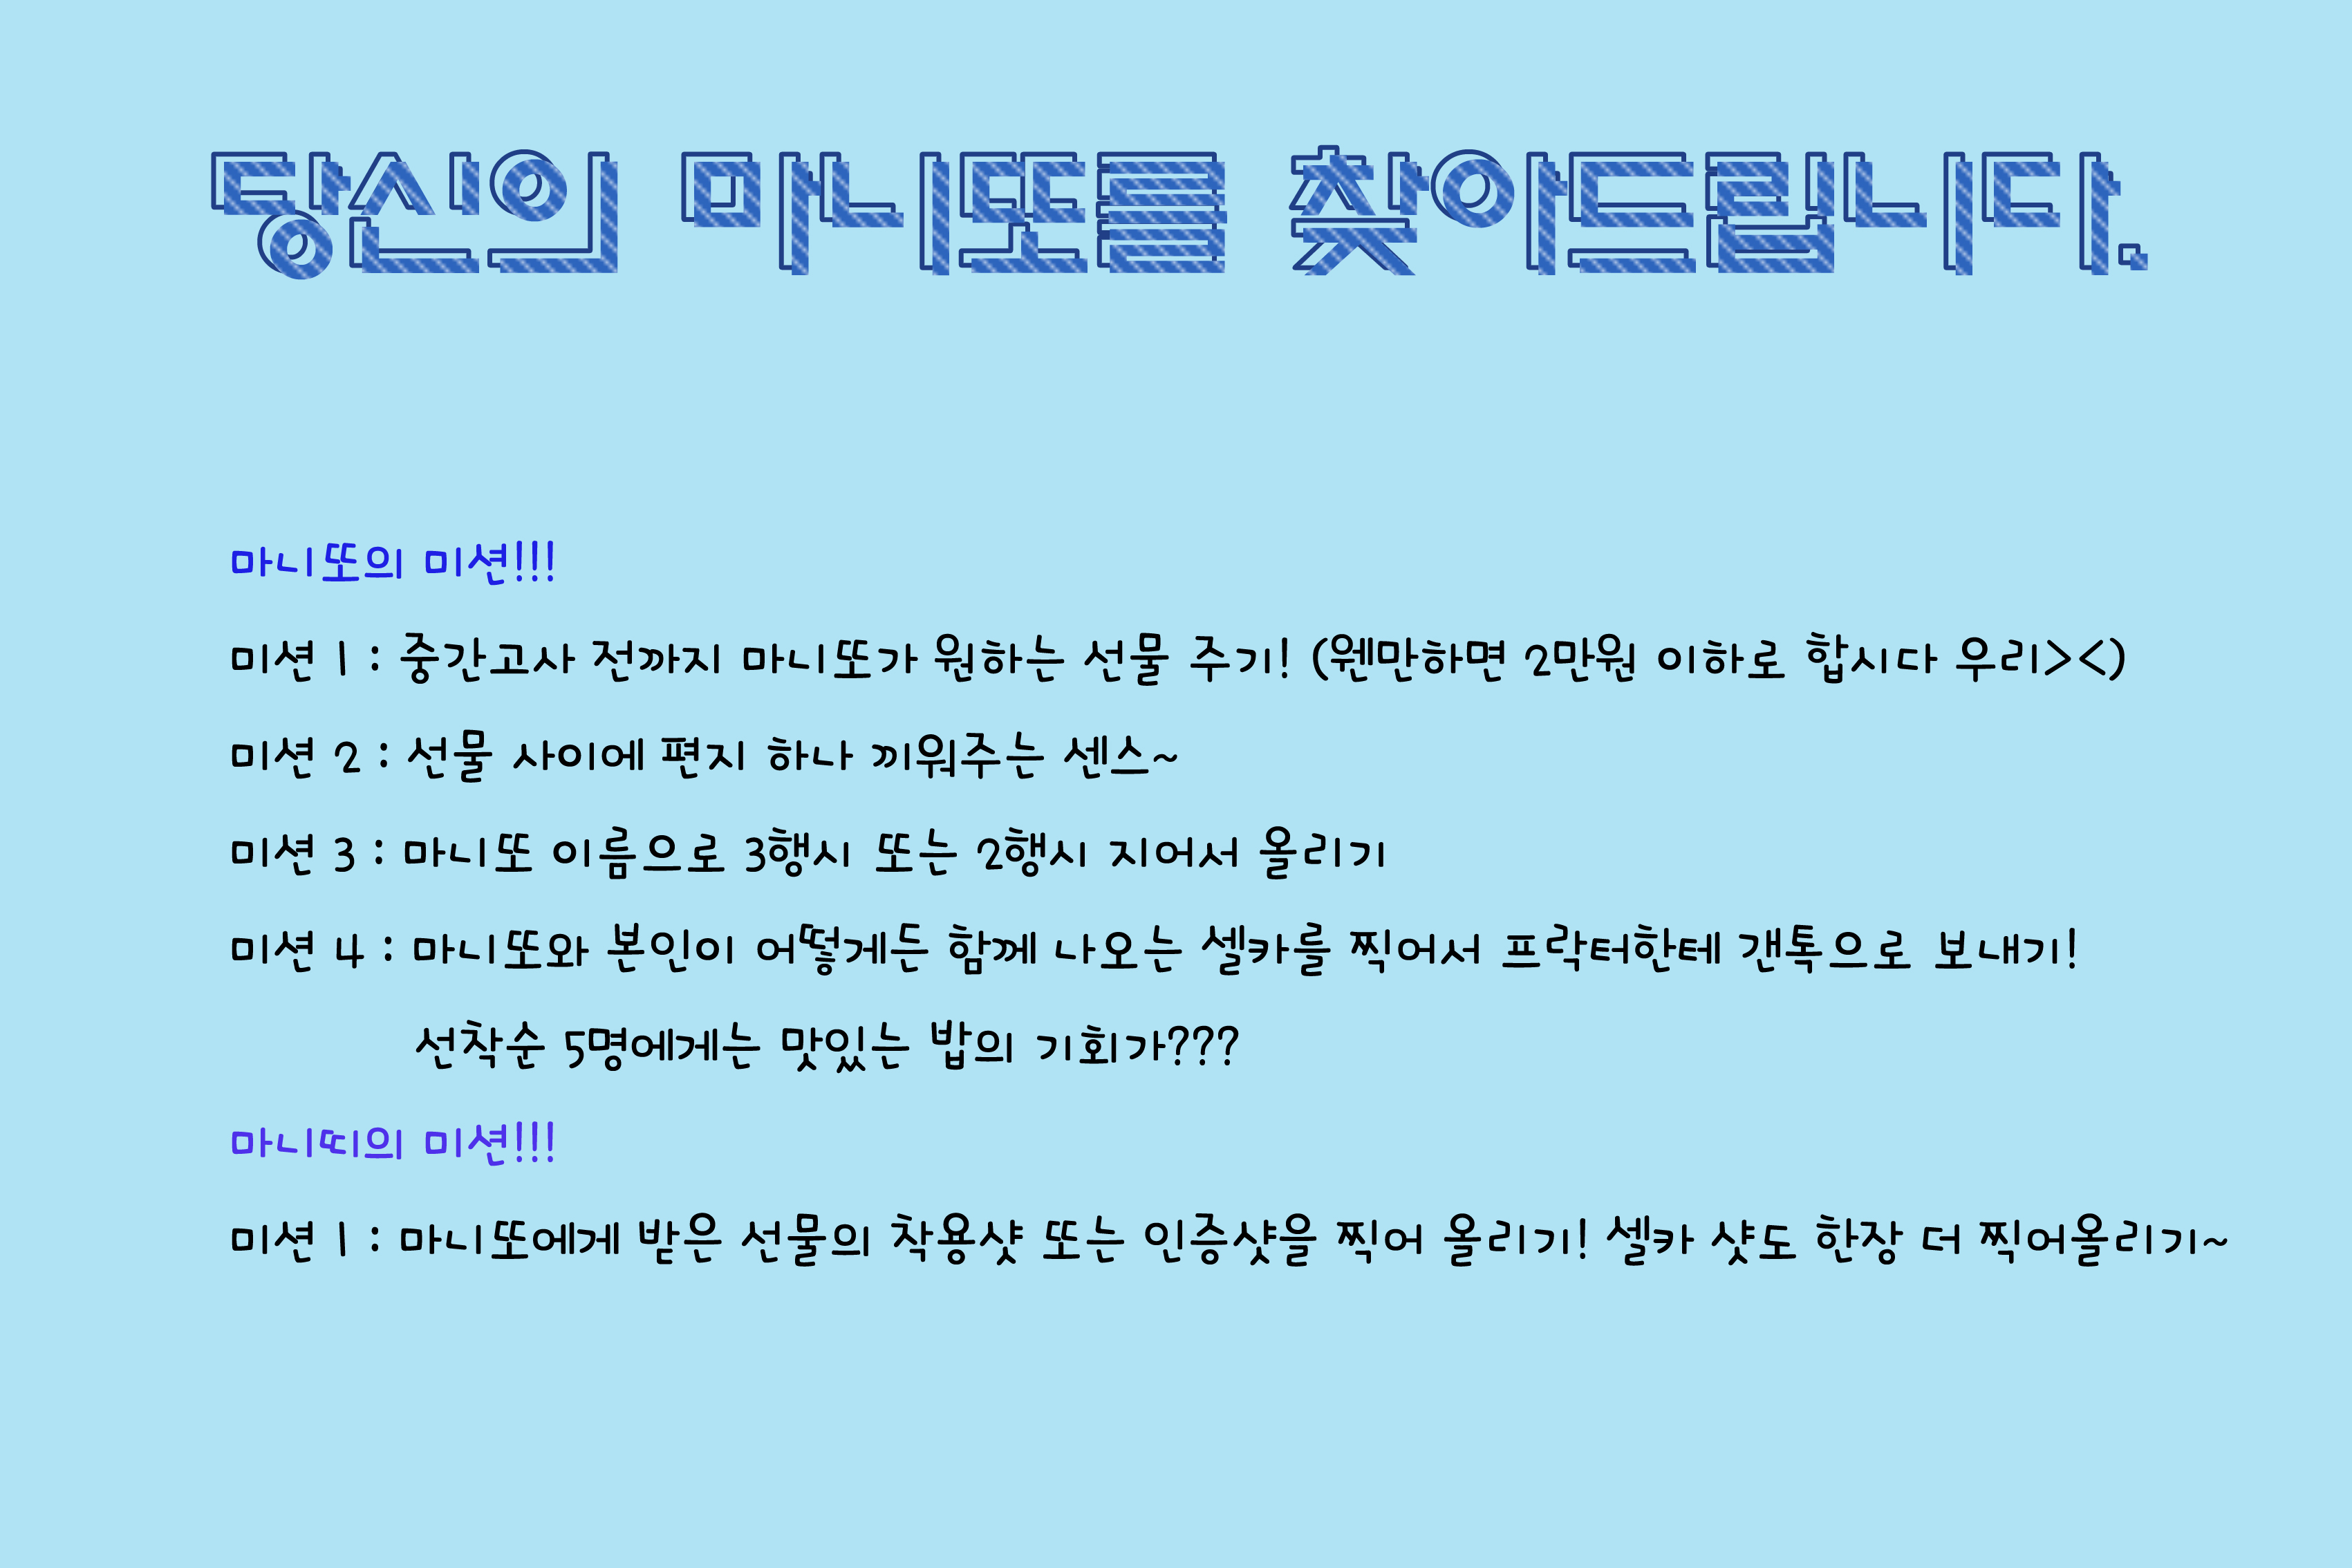 당신의 마니또를 찾아드립니다.
마니또의 미션!!!
미션 1 : 중간고사 전까지 마니또가 원하는 선물 주기! (웬만하면 2만원 이하로 합시다 우리><)
미션 2 : 선물 사이에 편지 하나 끼워주는 센스~
미션 3 : 마니또 이름으로 3행시 또는 2행시 지어서 올리기
미션 4 : 마니또와 본인이 어떻게든 함께 나오는 셀카를 찍어서 프락터한테 갠톡으로 보내기!
선착순 5명에게는 맛있는 밥의 기회가???
마니띠의 미션!!!
미션 1 : 마니또에게 받은 선물의 착용샷 또는 인증샷을 찍어 올리기! 셀카 샷도 한장 더 찍어올리기~